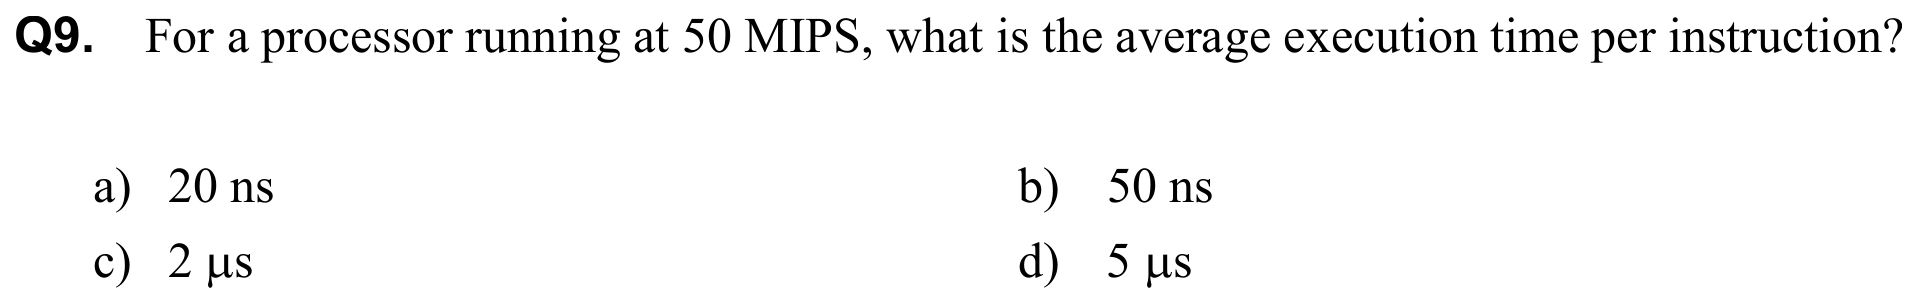 Q9. For a processor running at 50 MIPS, what is the average execution time per instruction?
a) 20 ns b) 50 ns
c) 2 μs d) 5 μs